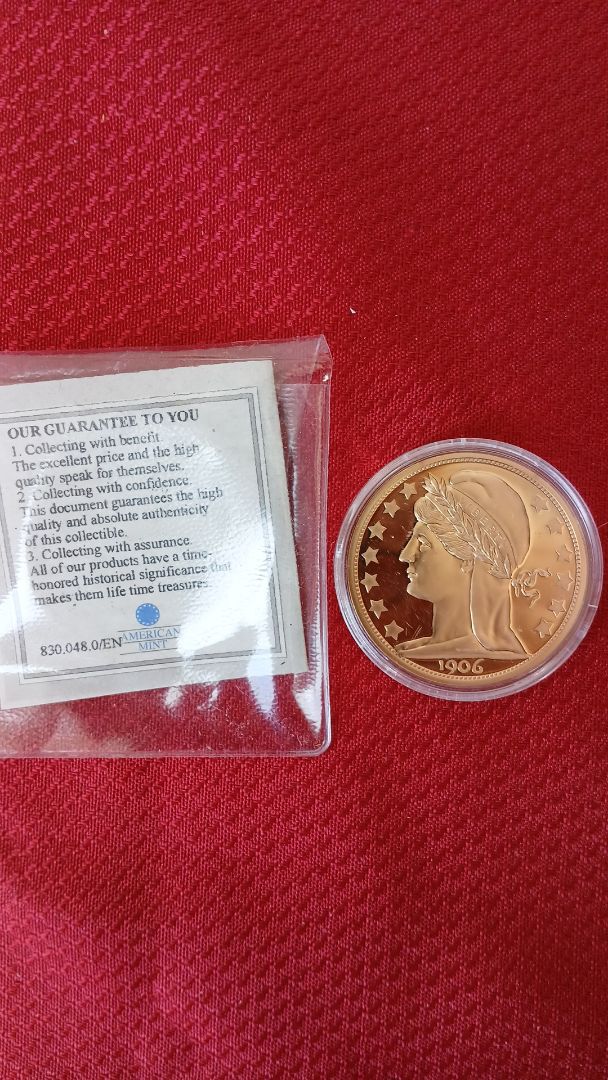 OUR GUARANTEE TO YOU
1. Collecting with benefit.
The excellent price and the high
quality speak for themselves.
2. Collecting with confidence.
This document guarantees the high
quality and absolute authenticity
of this collectible.
3. Collecting with assurance.
All of our products have a time-
honored historical significance that
makes them life time treasures.
830.048.0/EN
AMERICAN
MINT
1906